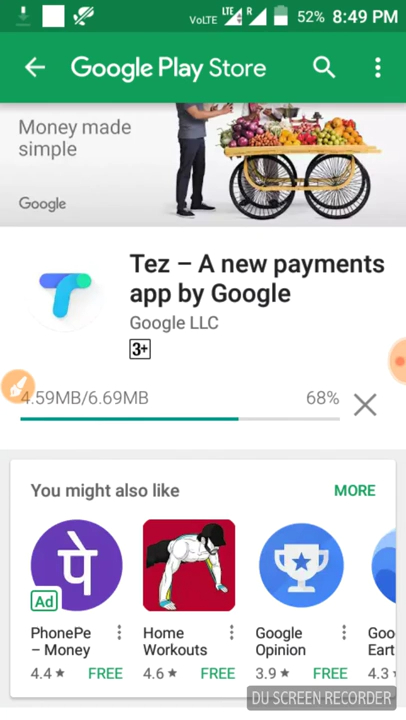 VoLTE LTE R 52% 8:49 PM
Google Play Store
Money made
simple
Google
Tez – A new payments
app by Google
Google LLC
3+
4.59MB/6.69MB 68%
You might also like MORE
पे
Ad
PhonePe
– Money
4.4★ FREE
Home
Workouts
4.6★ FREE
Google
Opinion
3.9★ FREE
Goo
Eart
4.3
DU SCREEN RECORDER